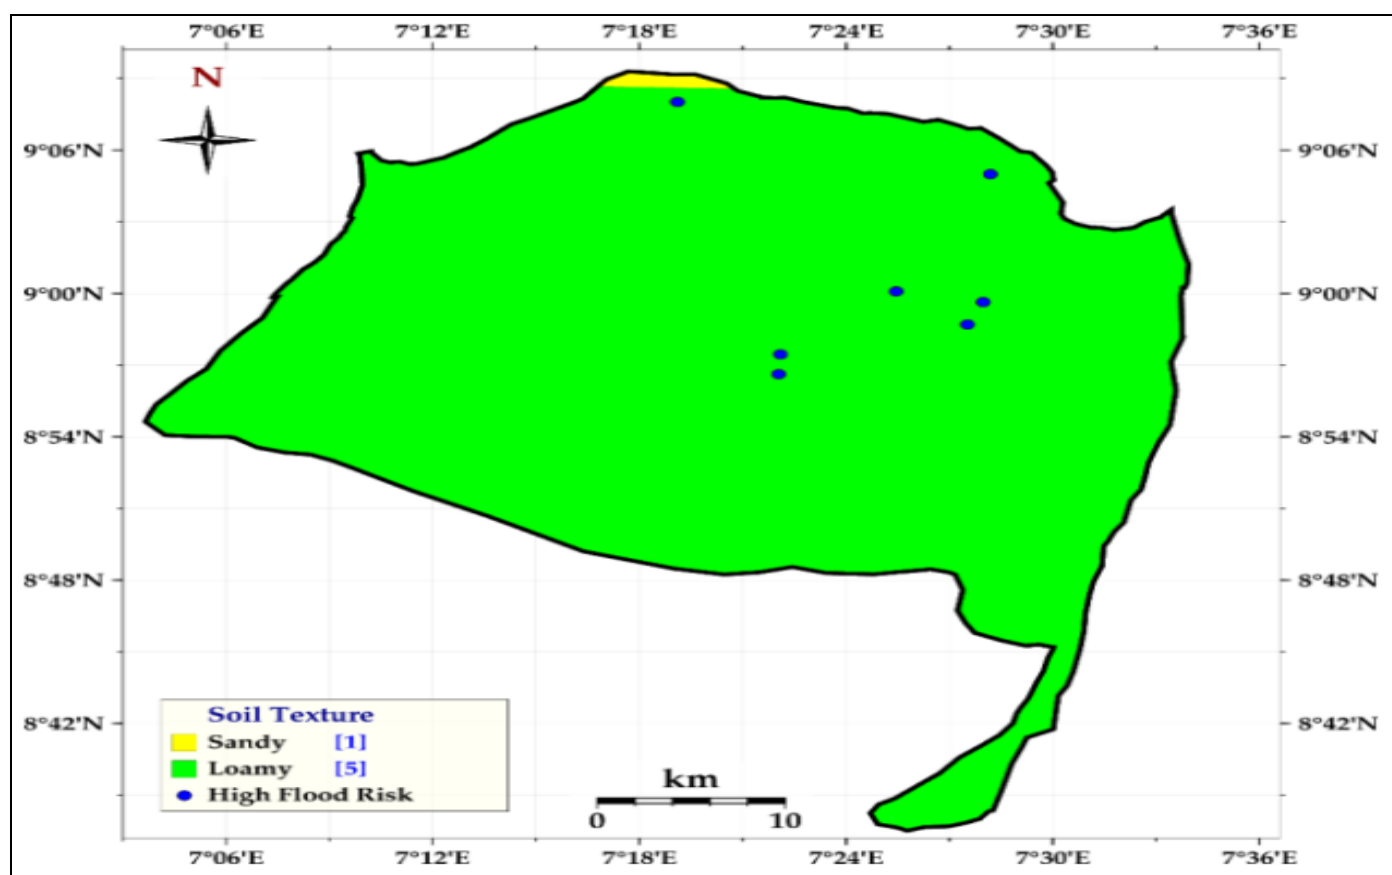 7°06'E 7°12'E 7°18'E 7°24'E 7°30'E 7°36'E
N
9°06'N 9°06'N
9°00'N 9°00'N
8°54'N 8°54'N
8°48'N 8°48'N
8°42'N 8°42'N
Soil Texture
Sandy [1]
Loamy [5]
High Flood Risk
km
0 10
7°06'E 7°12'E 7°18'E 7°24'E 7°30'E 7°36'E